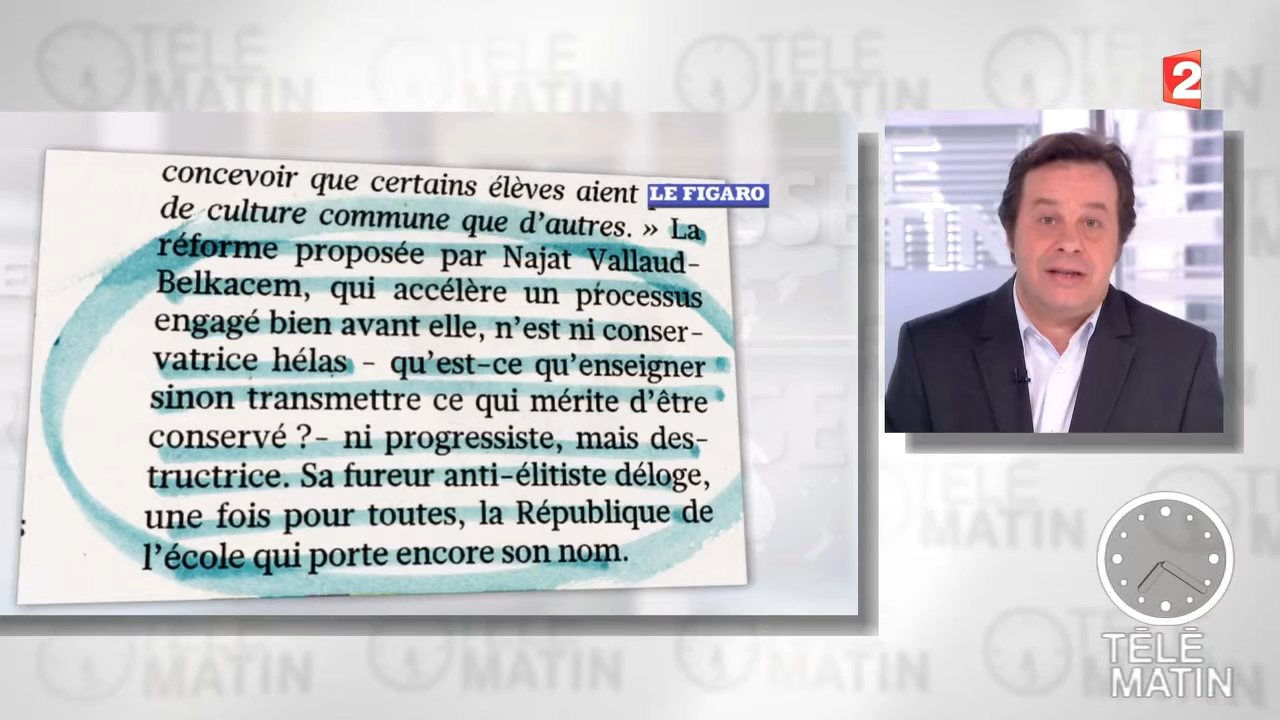 2
concevoir que certains élèves aient
LE FIGARO
de culture commune que d'autres. » La
réforme proposée par Najat Vallaud-
Belkacem, qui accélère un processus
engagé bien avant elle, n'est ni conser-
vatrice hélas - qu'est-ce qu'enseigner
sinon transmettre ce qui mérite d'être
conservé ?- ni progressiste, mais des-
tructrice. Sa fureur anti-élitiste déloge,
une fois pour toutes, la République de
l'école qui porte encore son nom.
TÉLÉ
MATIN